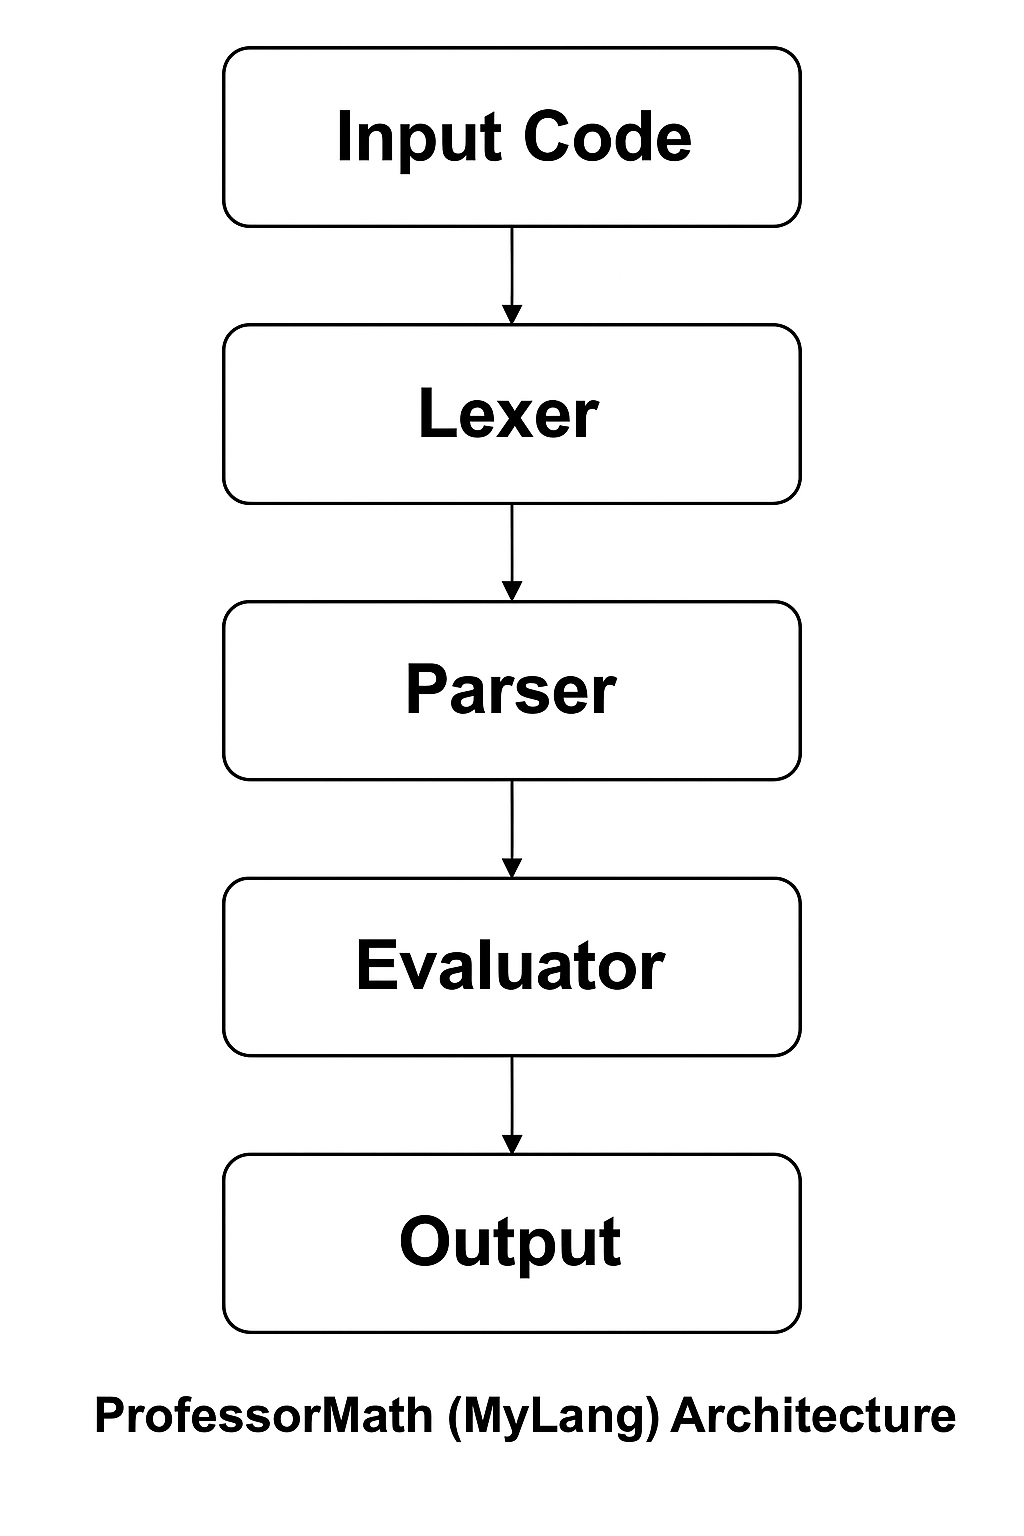 Input Code
Lexer
Parser
Evaluator
Output
ProfessorMath (MyLang) Architecture